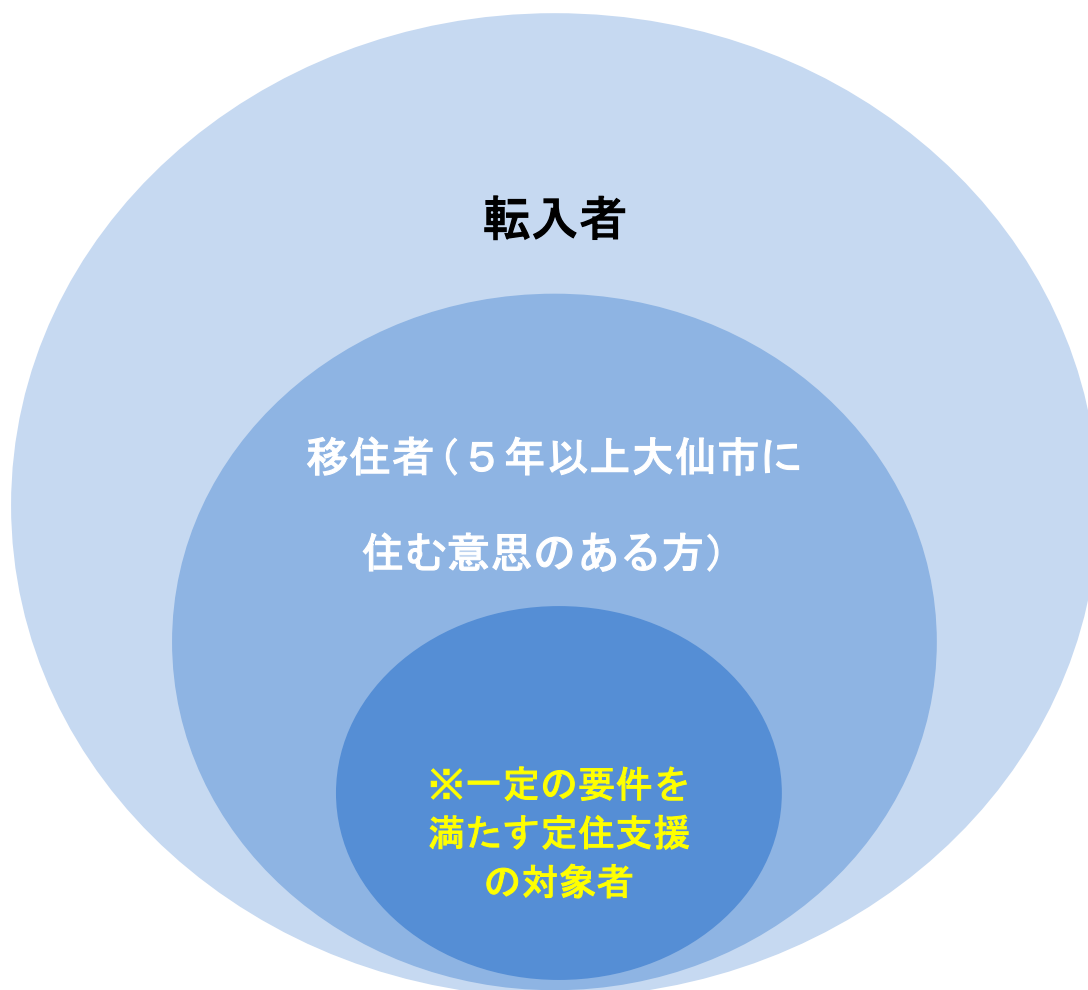 転入者
移住者（５年以上大仙市に
住む意思のある方）
※一定の要件を
満たす定住支援
の対象者